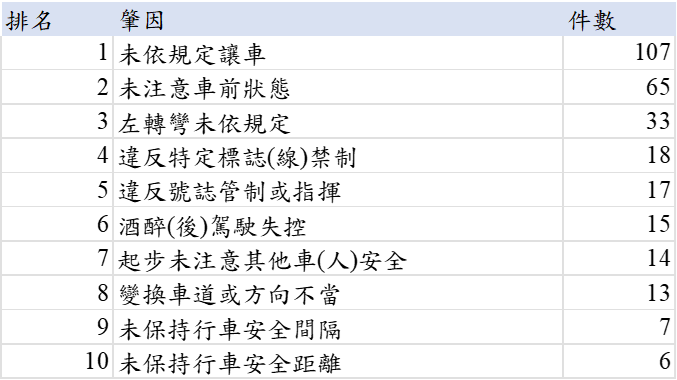 排名 肇因 件數
1 未依規定讓車 107
2 未注意車前狀態 65
3 左轉彎未依規定 33
4 違反特定標誌(線)禁制 18
5 違反號誌管制或指揮 17
6 酒醉(後)駕駛失控 15
7 起步未注意其他車(人)安全 14
8 變換車道或方向不當 13
9 未保持行車安全間隔 7
10 未保持行車安全距離 6